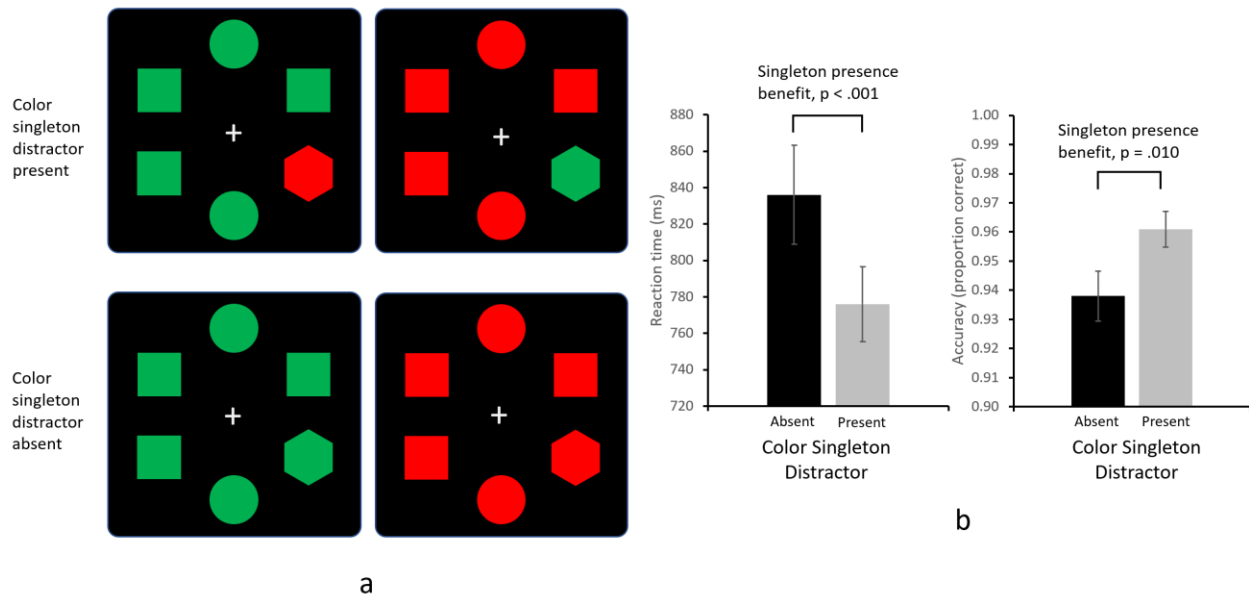 Color
singleton
distractor
present
Color
singleton
distractor
absent
a
Singleton presence
benefit, p < .001
880
860
840
820
800
780
760
740
720
Reaction time (ms)
Absent Present
Color Singleton
Distractor
Singleton presence
benefit, p = .010
1.00
0.99
0.98
0.97
0.96
0.95
0.94
0.93
0.92
0.91
0.90
Accuracy (proportion correct)
Absent Present
Color Singleton
Distractor
b